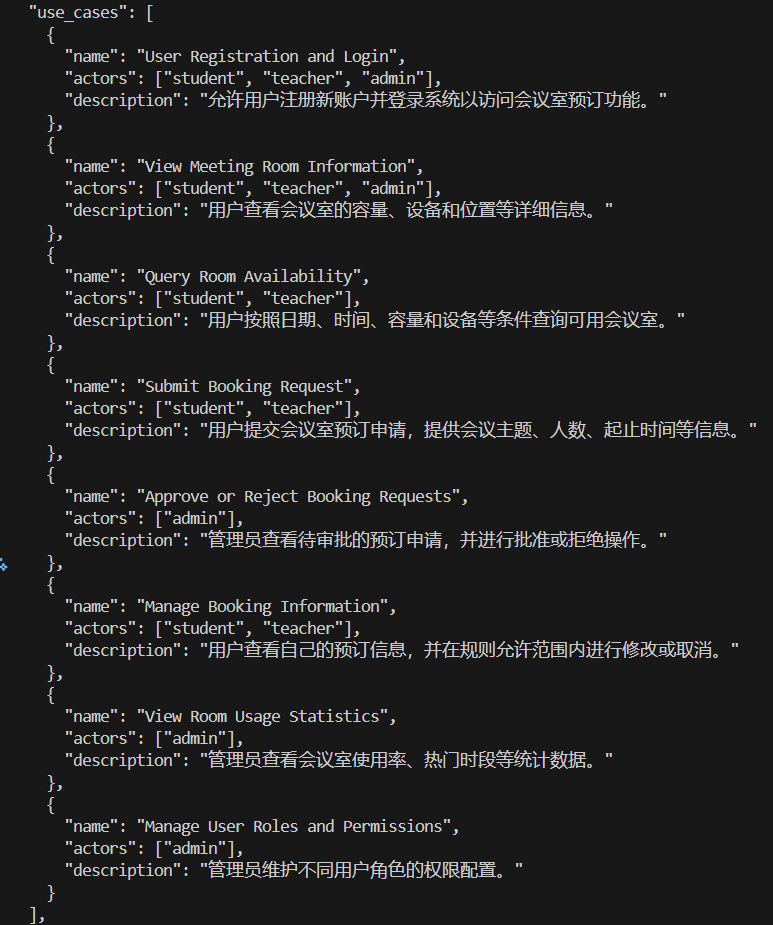 "use_cases": [
{
"name": "User Registration and Login",
"actors": ["student", "teacher", "admin"],
"description": "允许用户注册新账户并登录系统以访问会议室预订功能。"
},
{
"name": "View Meeting Room Information",
"actors": ["student", "teacher", "admin"],
"description": "用户查看会议室的容量、设备和位置等详细信息。"
},
{
"name": "Query Room Availability",
"actors": ["student", "teacher"],
"description": "用户按照日期、时间、容量和设备等条件查询可用会议室。"
},
{
"name": "Submit Booking Request",
"actors": ["student", "teacher"],
"description": "用户提交会议室预订申请，提供会议主题、人数、起止时间等信息。"
},
{
"name": "Approve or Reject Booking Requests",
"actors": ["admin"],
"description": "管理员查看待审批的预订申请，并进行批准或拒绝操作。"
},
{
"name": "Manage Booking Information",
"actors": ["student", "teacher"],
"description": "用户查看自己的预订信息，并在规则允许范围内进行修改或取消。"
},
{
"name": "View Room Usage Statistics",
"actors": ["admin"],
"description": "管理员查看会议室使用率、热门时段等统计数据。"
},
{
"name": "Manage User Roles and Permissions",
"actors": ["admin"],
"description": "管理员维护不同用户角色的权限配置。"
}
],